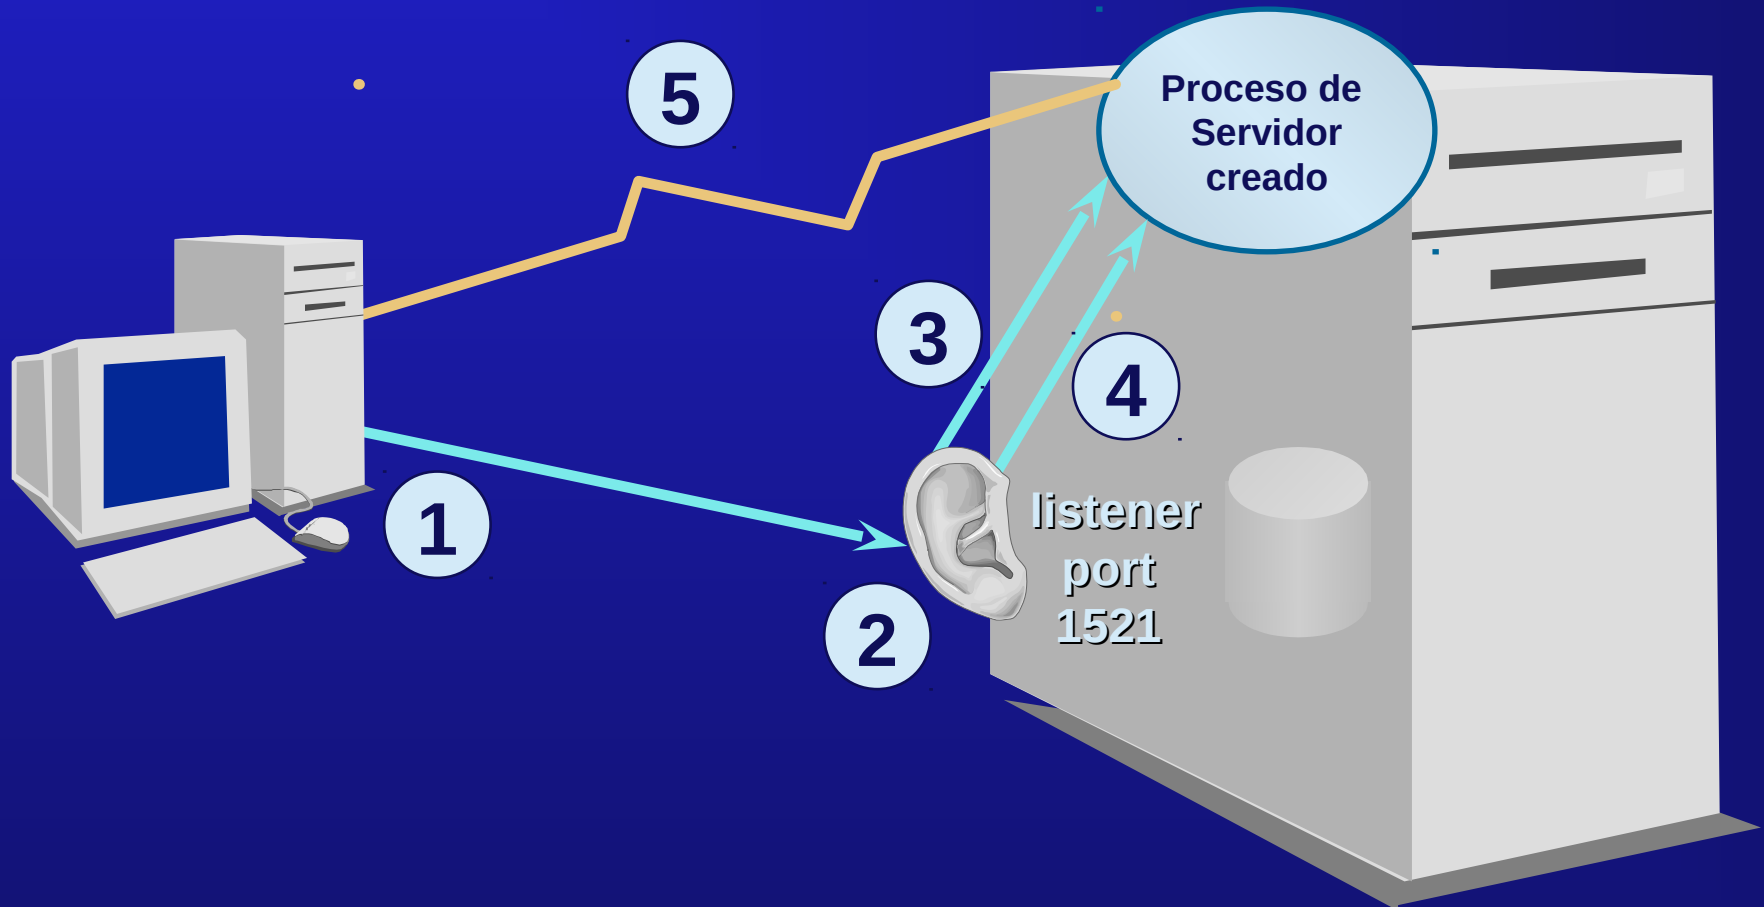 5
Proceso de
Servidor
creado
3
4
1
listener
port
1521
2